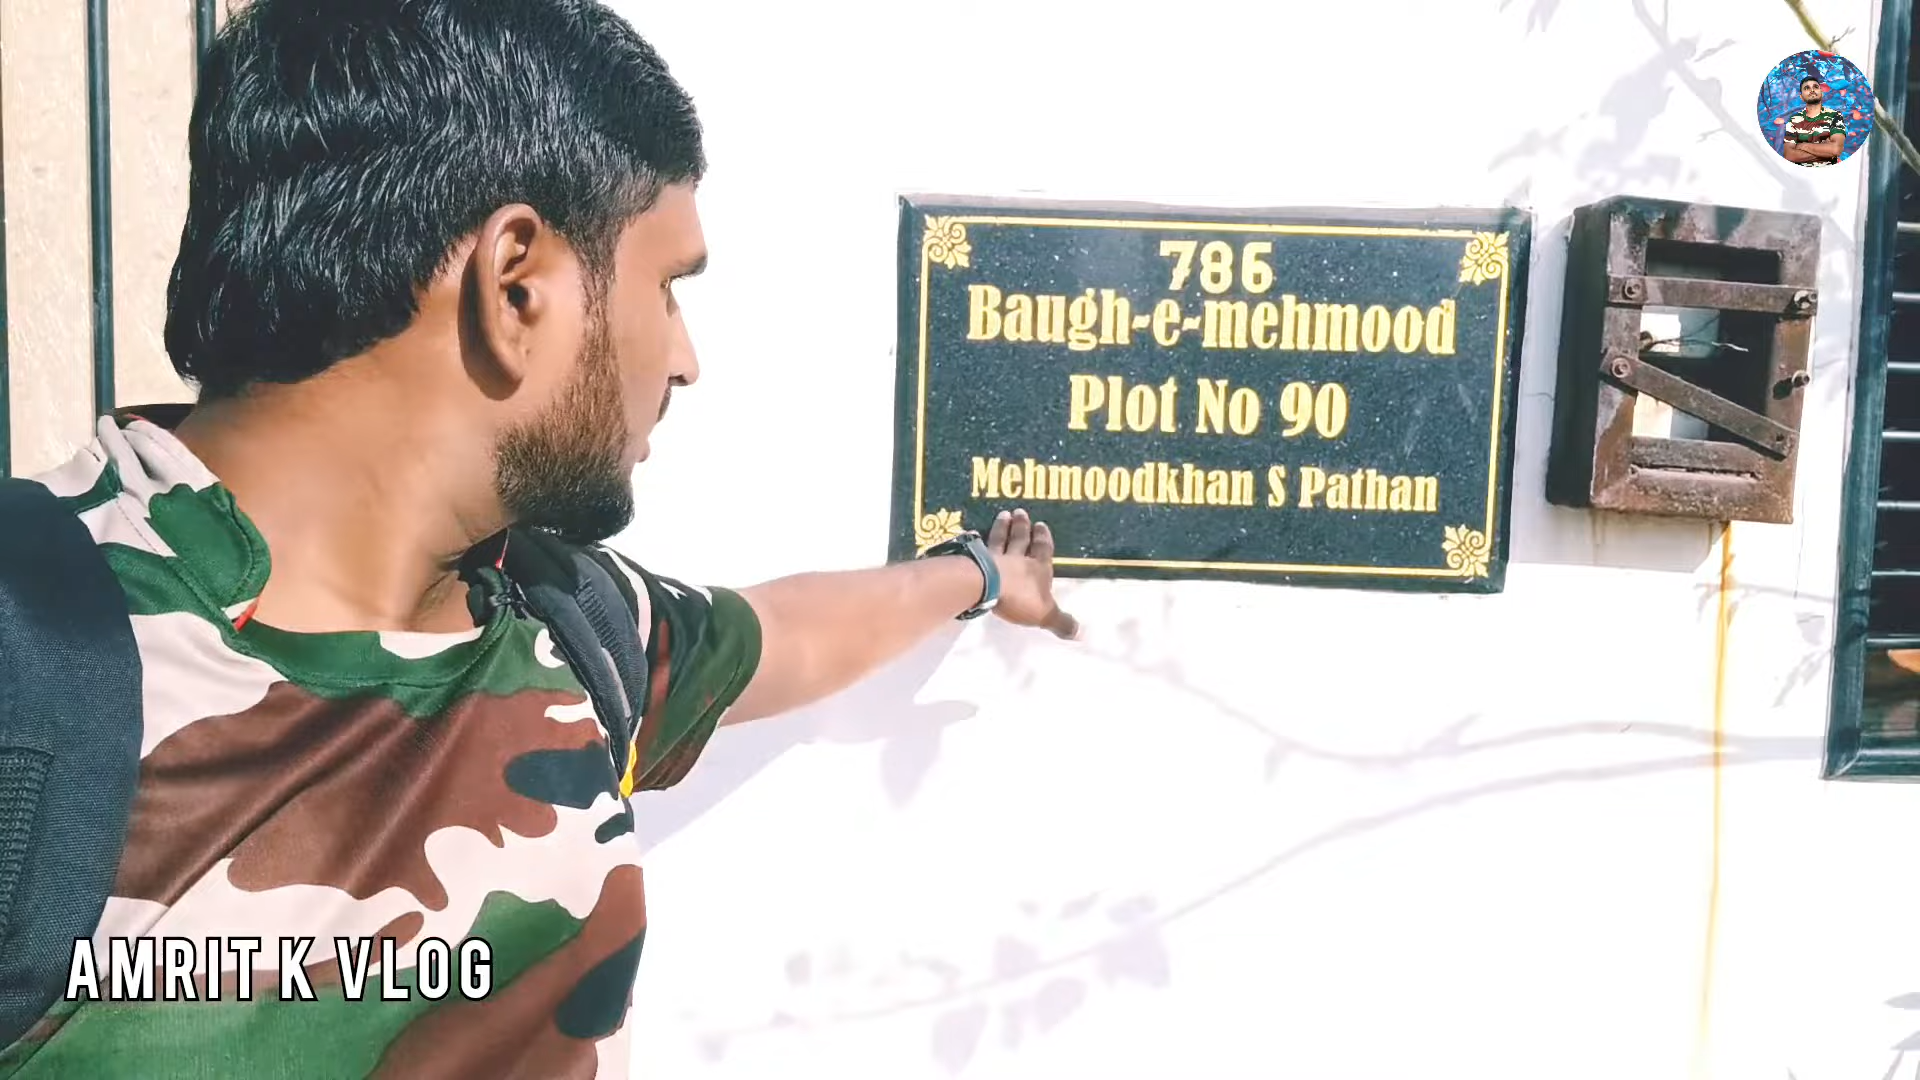 786
Baugh-e-mehmood
Plot No 90
Mehmoodkhan S Pathan
AMRIT K VLOG